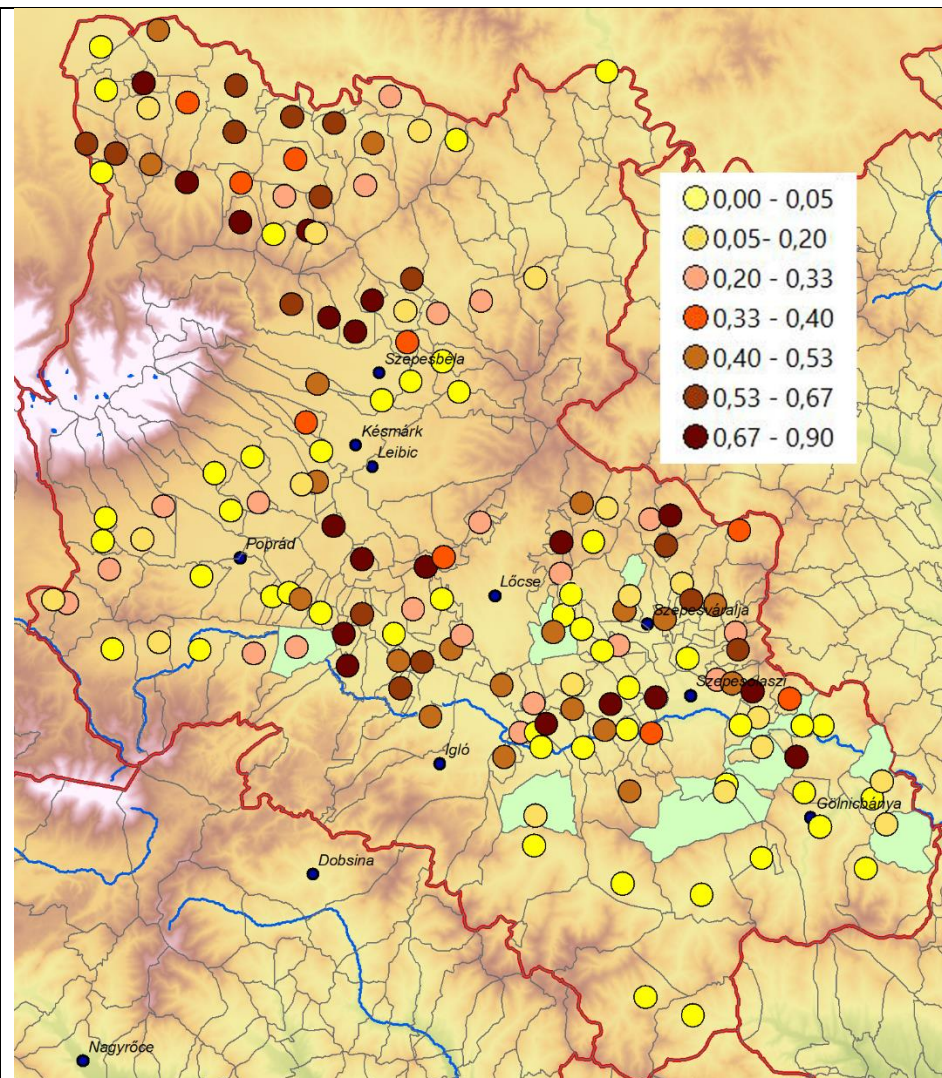 0,00 - 0,05
0,05- 0,20
0,20 - 0,33
0,33 - 0,40
0,40 - 0,53
0,53 - 0,67
0,67 - 0,90
Szepesbéla
Késmárk
Leibic
Poprád
Lőcse
Szepesváralja
Szepesolaszi
Igló
Gölnicbánya
Dobsina
Nagyrőce